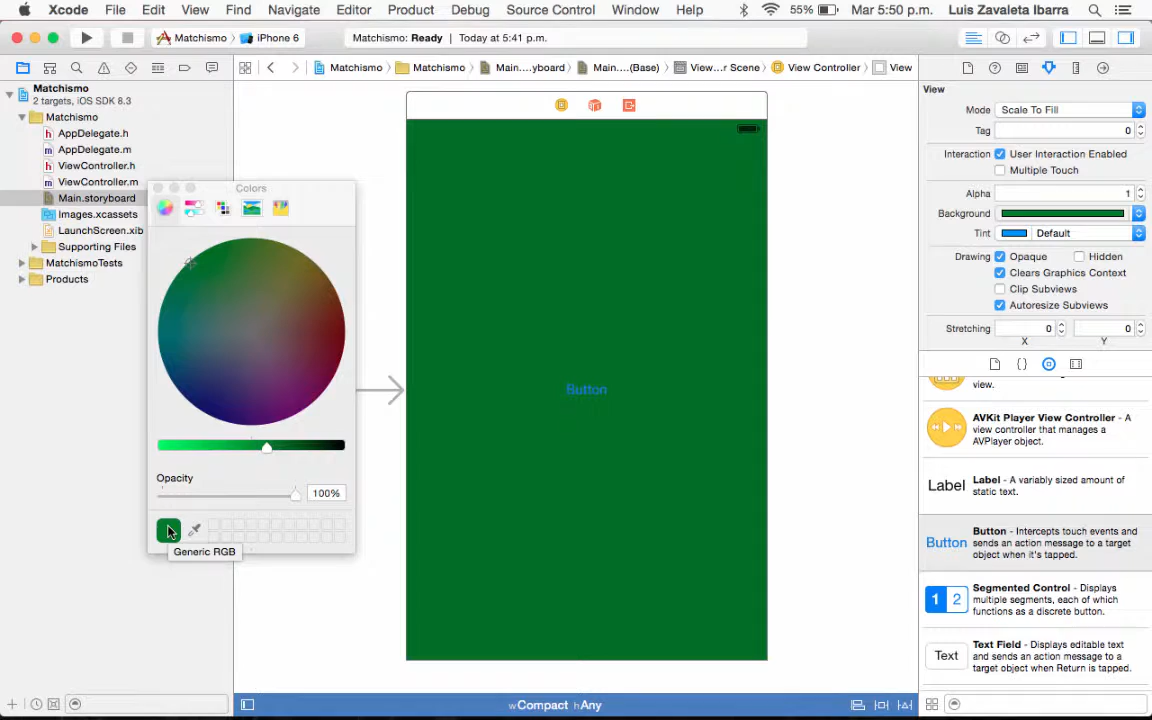 Xcode File Edit View Find Navigate Editor Product Debug Source Control Window Help 55% Mar 5:50 p.m. Luis Zavaleta Ibarra
Matchismo iPhone 6 Matchismo: Ready | Today at 5:41 p.m.
Matchismo Matchismo Main....yboard Main....(Base) View...r Scene View Controller View
Matchismo
2 targets, iOS SDK 8.3
Matchismo
AppDelegate.h
AppDelegate.m
ViewController.h
ViewController.m
Main.storyboard
Images.xcassets
LaunchScreen.xib
Supporting Files
MatchismoTests
Products
Colors
Opacity
100%
Generic RGB
Button
wCompact hAny
View
Mode Scale To Fill
Tag 0
Interaction User Interaction Enabled
Multiple Touch
Alpha 1
Background
Tint Default
Drawing Opaque Hidden
Clears Graphics Context
Clip Subviews
Autoresize Subviews
Stretching 0 0
X Y
view.
AVKit Player View Controller - A
view controller that manages a
AVPlayer object.
Label
Label - A variably sized amount of
static text.
Button
Button - Intercepts touch events and
sends an action message to a target
object when it's tapped.
1 2
Segmented Control - Displays
multiple segments, each of which
functions as a discrete button.
Text
Text Field - Displays editable text
and sends an action message to a
target object when Return is tapped.